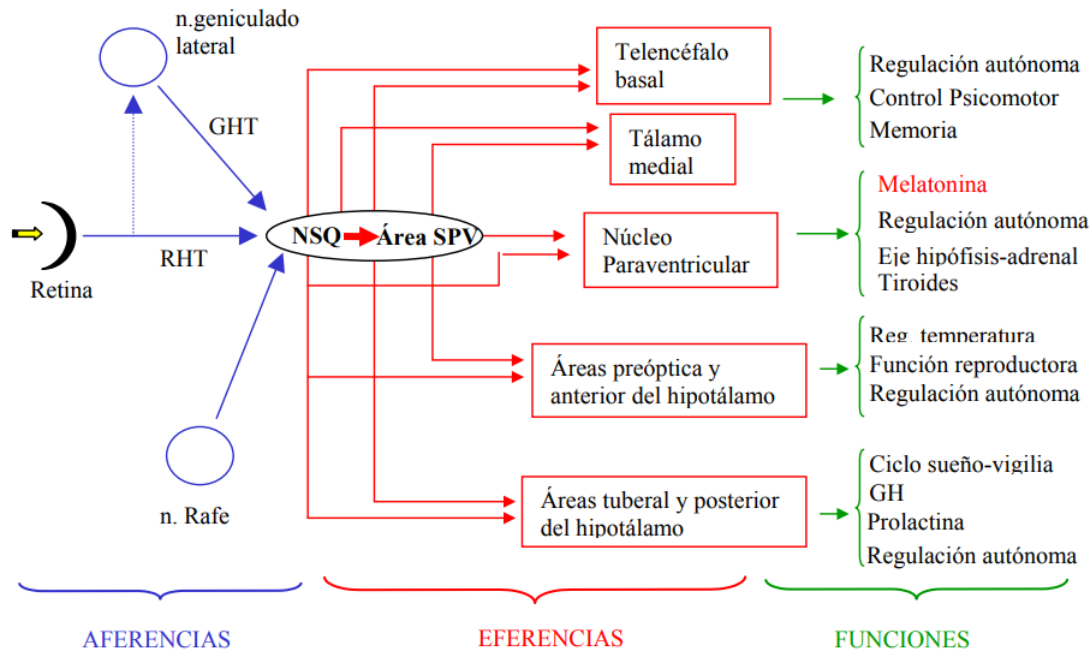 n.geniculado
lateral
GHT
RHT
Retina
n. Rafe
NSQ
Área SPV
Telencéfalo
basal
Tálamo
medial
Núcleo
Paraventricular
Áreas preóptica y
anterior del hipotálamo
Áreas tuberal y posterior
del hipotálamo
Regulación autónoma
Control Psicomotor
Memoria
Melatonina
Regulación autónoma
Eje hipófisis-adrenal
Tiroides
Reg. temperatura
Función reproductora
Regulación autónoma
Ciclo sueño-vigilia
GH
Prolactina
Regulación autónoma
AFERENCIAS
EFERENCIAS
FUNCIONES